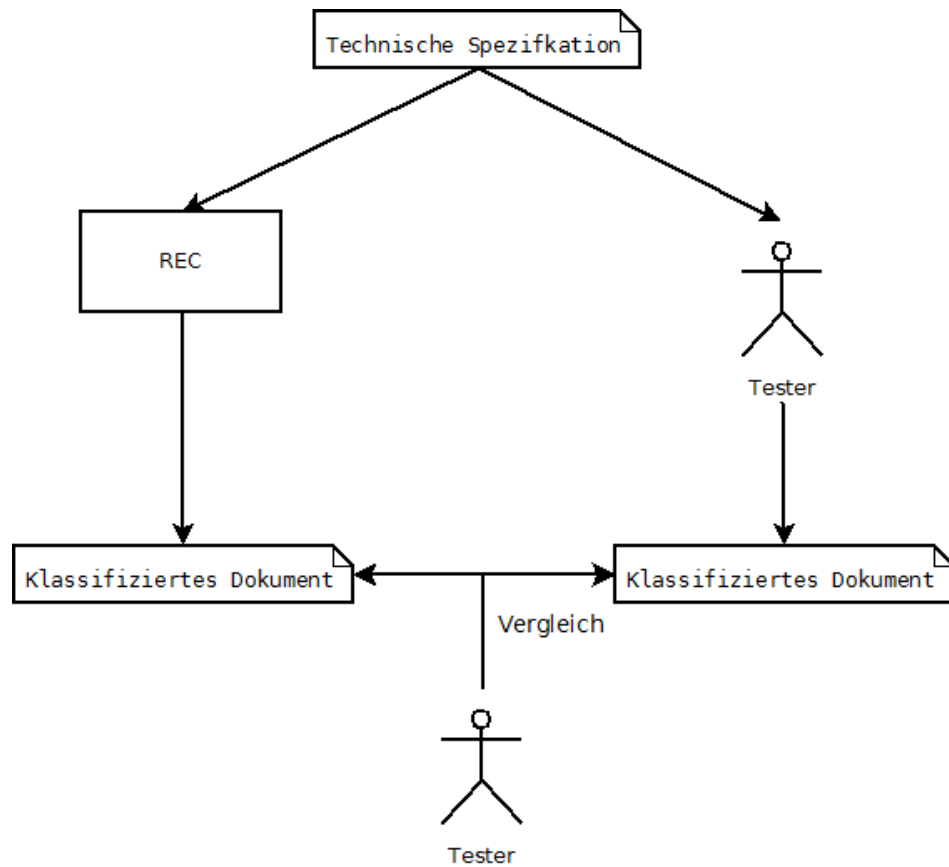 Technische Spezifkation
REC
Tester
Klassifiziertes Dokument
Klassifiziertes Dokument
Vergleich
Tester